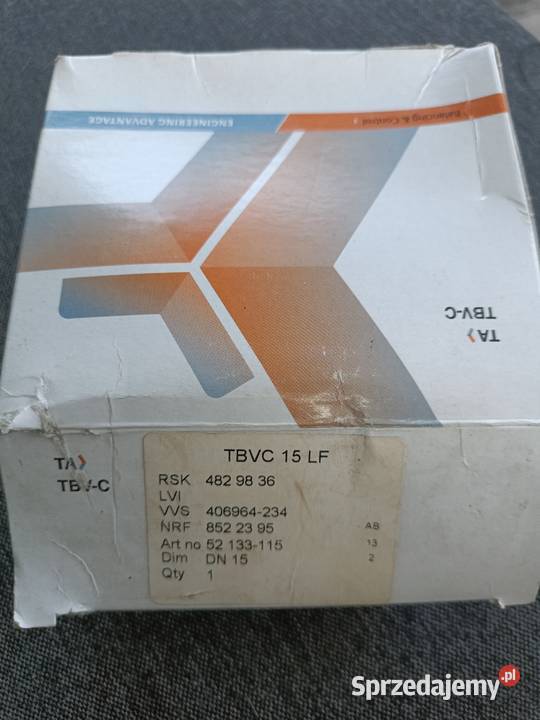 Balancing & Control
ENGINEERING ADVANTAGE
TA
TBV-C
TA
TBV-C
TBVC 15 LF
RSK 482 98 36
LVI
VVS 406964-234
NRF 852 23 95 AB
Art no 52 133-115 13
Dim DN 15 2
Qty 1
Sprzedajemy.pl